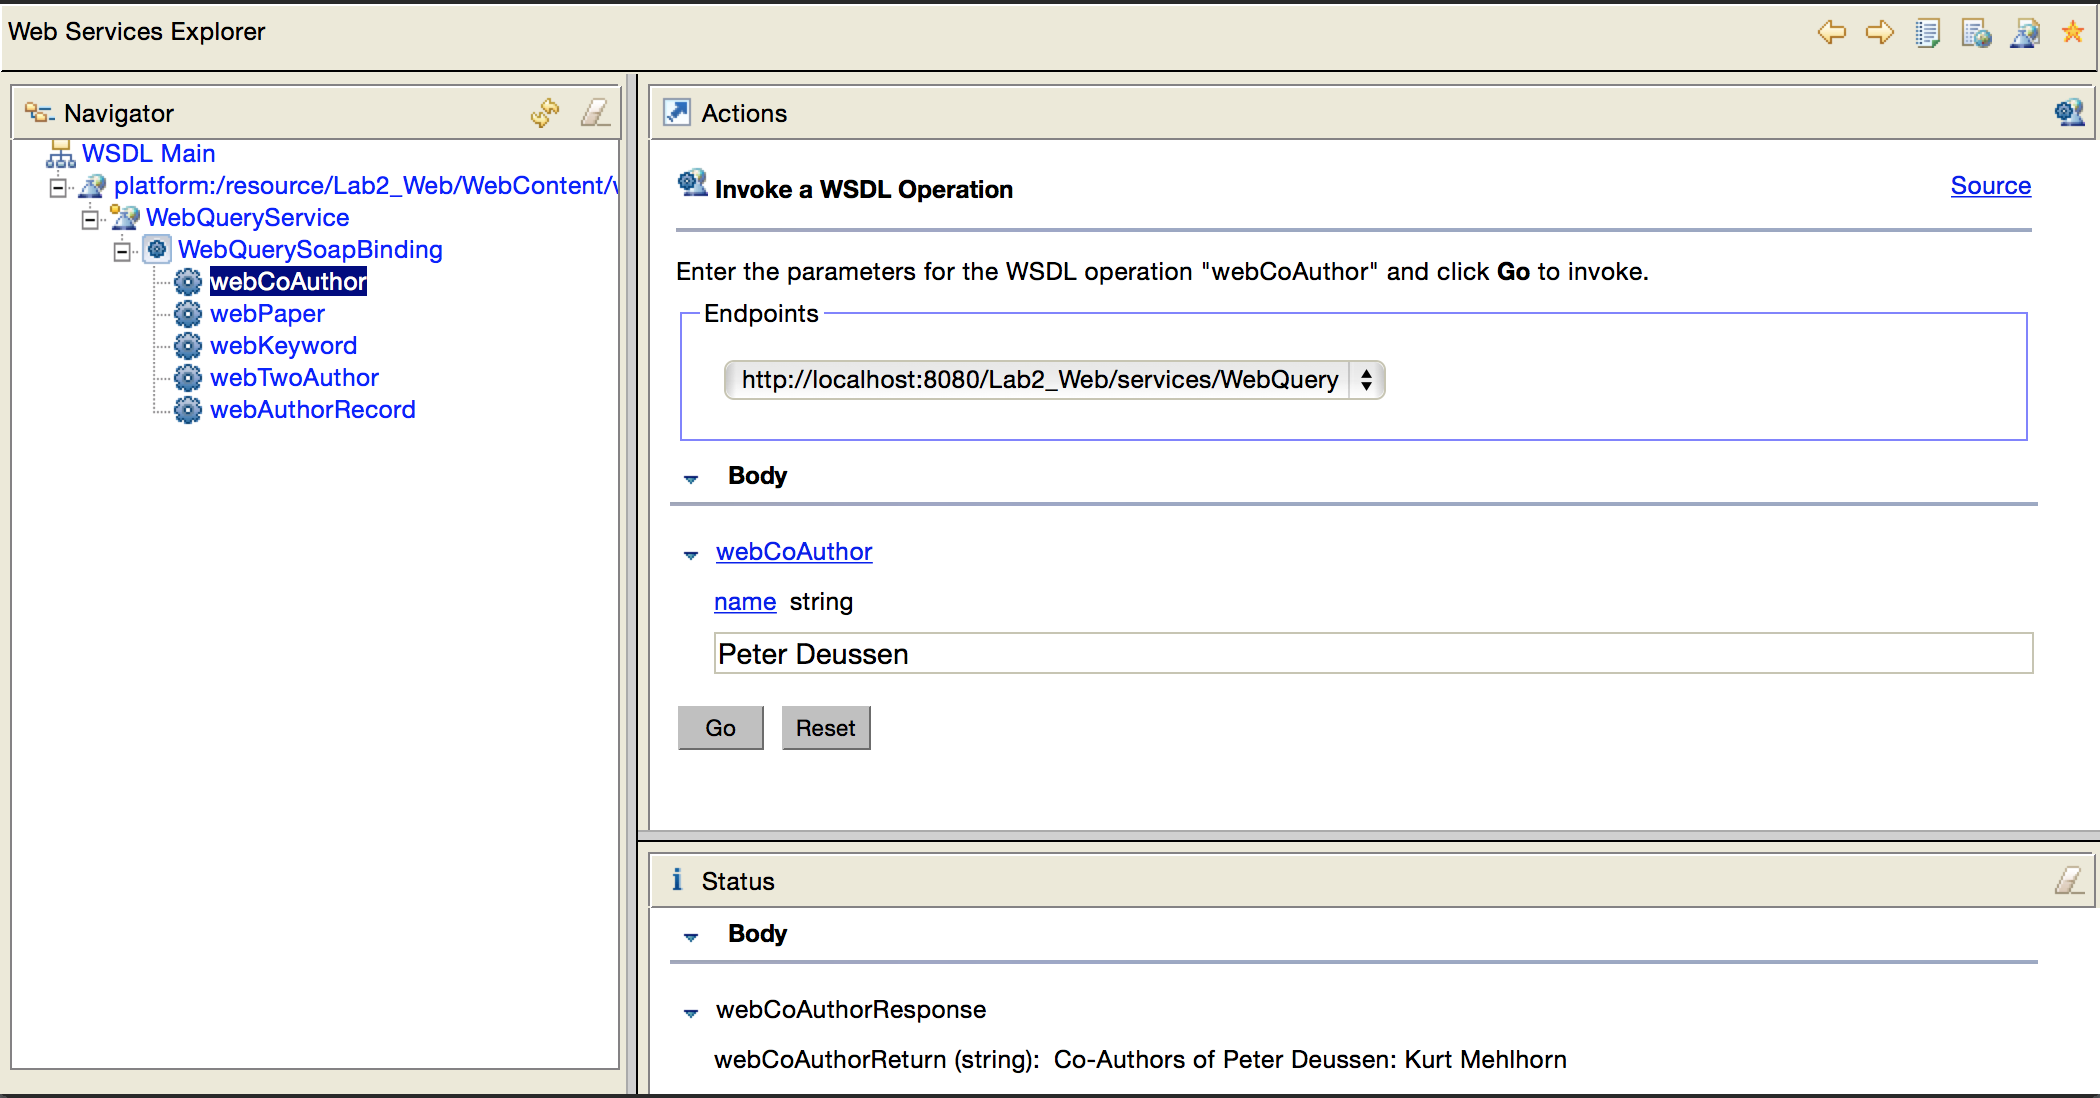 Web Services Explorer
Navigator
WSDL Main
platform:/resource/Lab2_Web/WebContent/
WebQueryService
WebQuerySoapBinding
webCoAuthor
webPaper
webKeyword
webTwoAuthor
webAuthorRecord
Actions
Invoke a WSDL Operation
Source
Enter the parameters for the WSDL operation "webCoAuthor" and click Go to invoke.
Endpoints
http://localhost:8080/Lab2_Web/services/WebQuery
Body
webCoAuthor
name string
Peter Deussen
Go Reset
Status
Body
webCoAuthorResponse
webCoAuthorReturn (string): Co-Authors of Peter Deussen: Kurt Mehlhorn